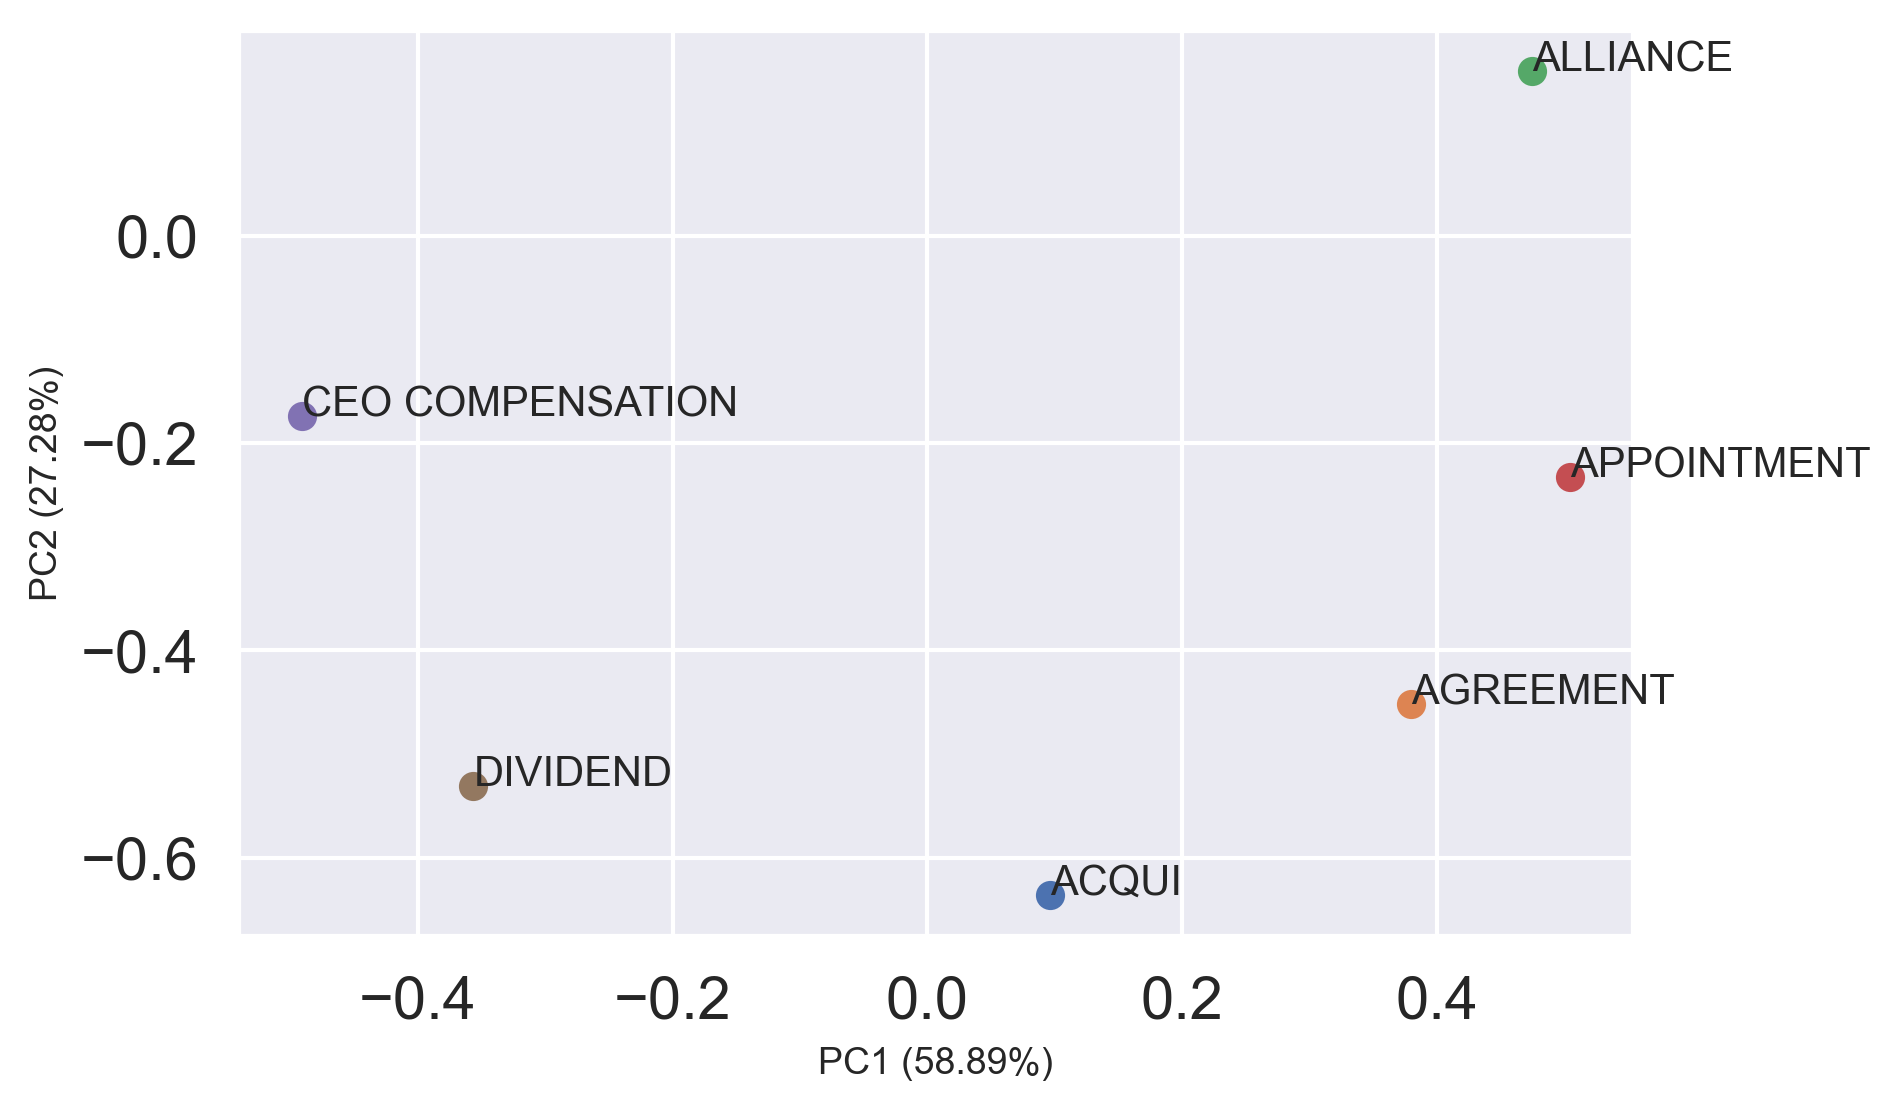 ALLIANCE
0.0
CEO COMPENSATION
−0.2
APPOINTMENT
PC2 (27.28%)
−0.4
AGREEMENT
DIVIDEND
−0.6
ACQUI
−0.4 −0.2 0.0 0.2 0.4
PC1 (58.89%)